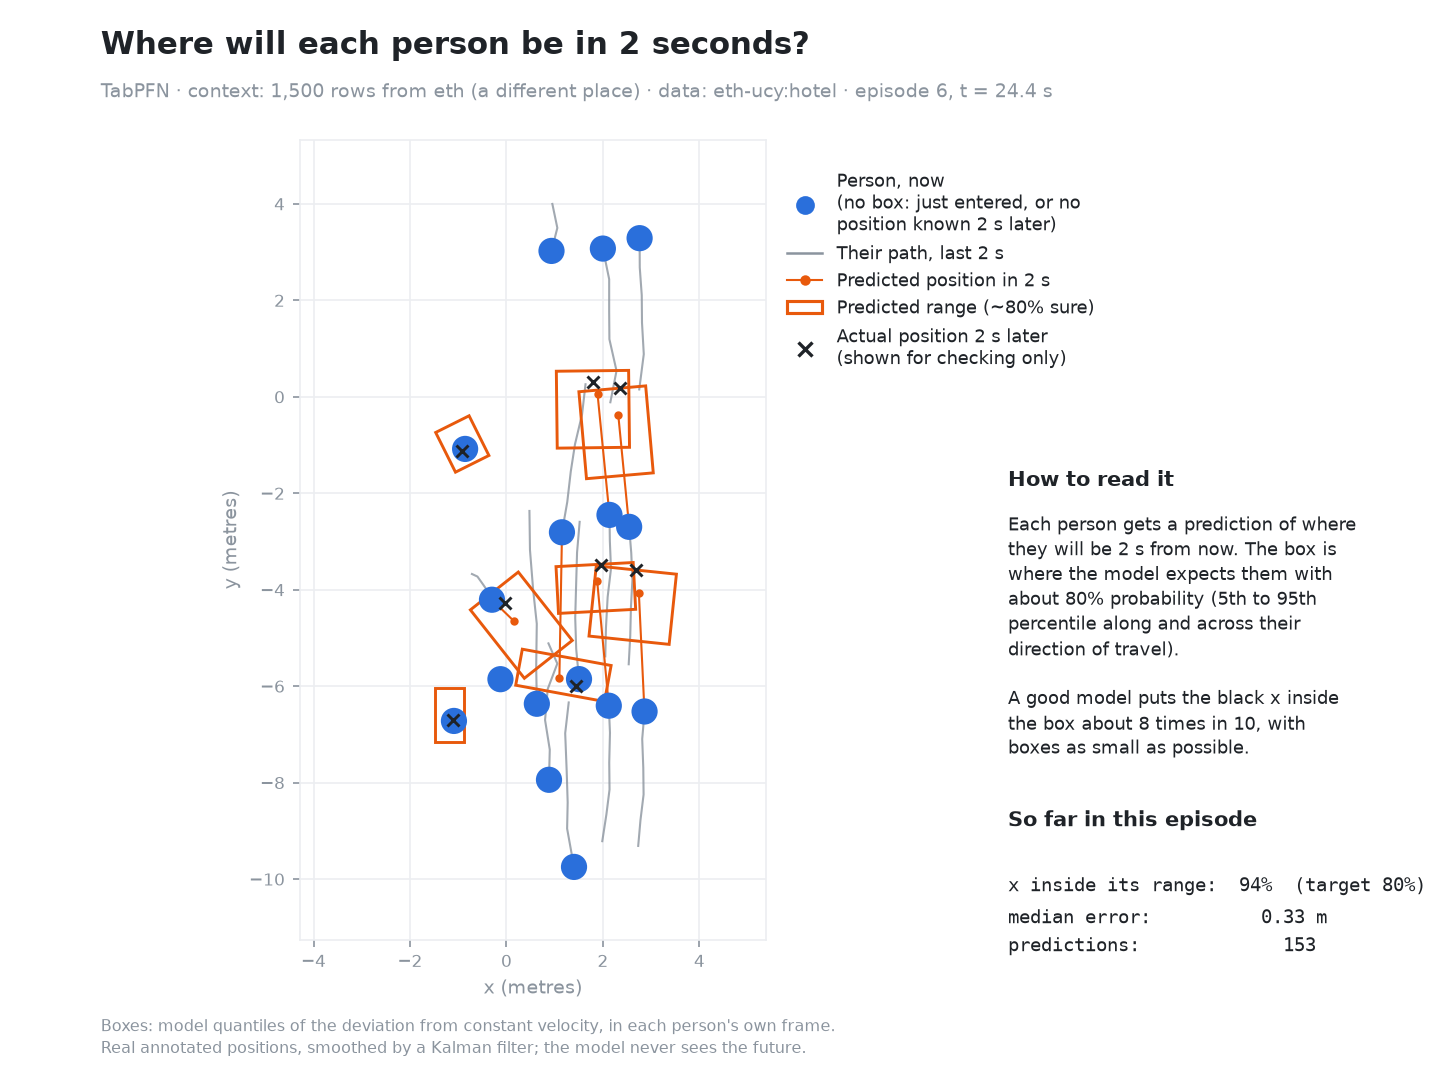 Where will each person be in 2 seconds?
TabPFN · context: 1,500 rows from eth (a different place) · data: eth-ucy:hotel · episode 6, t = 24.4 s
Person, now
(no box: just entered, or no
position known 2 s later)
Their path, last 2 s
Predicted position in 2 s
Predicted range (~80% sure)
Actual position 2 s later
(shown for checking only)
4
2
0
−2
−4
−6
−8
−10
y (metres)
−4
−2
0
2
4
x (metres)
How to read it
Each person gets a prediction of where
they will be 2 s from now. The box is
where the model expects them with
about 80% probability (5th to 95th
percentile along and across their
direction of travel).
A good model puts the black x inside
the box about 8 times in 10, with
boxes as small as possible.
So far in this episode
x inside its range: 94% (target 80%)
median error: 0.33 m
predictions: 153
Boxes: model quantiles of the deviation from constant velocity, in each person's own frame.
Real annotated positions, smoothed by a Kalman filter; the model never sees the future.